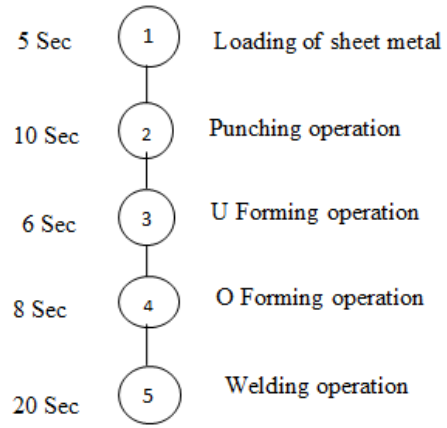 5 Sec 1 Loading of sheet metal
10 Sec 2 Punching operation
6 Sec 3 U Forming operation
8 Sec 4 O Forming operation
20 Sec 5 Welding operation